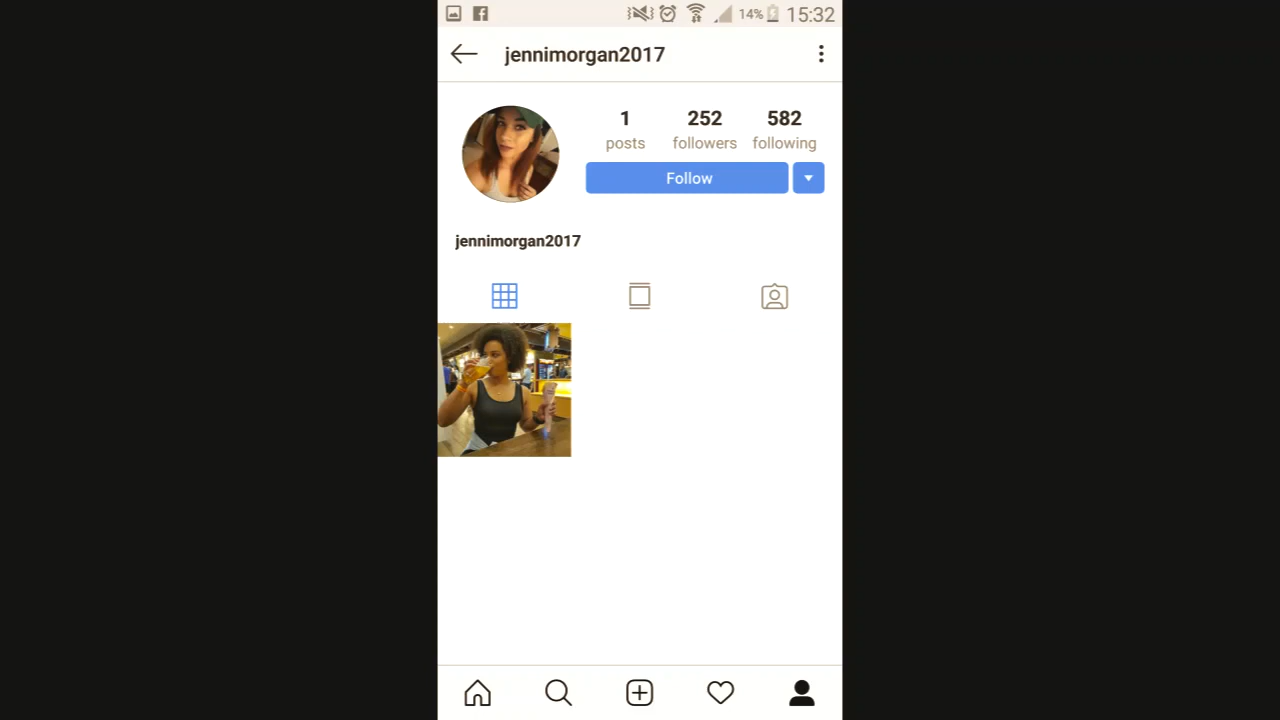 14% 15:32
jennimorgan2017
1 252 582
posts followers following
Follow
jennimorgan2017